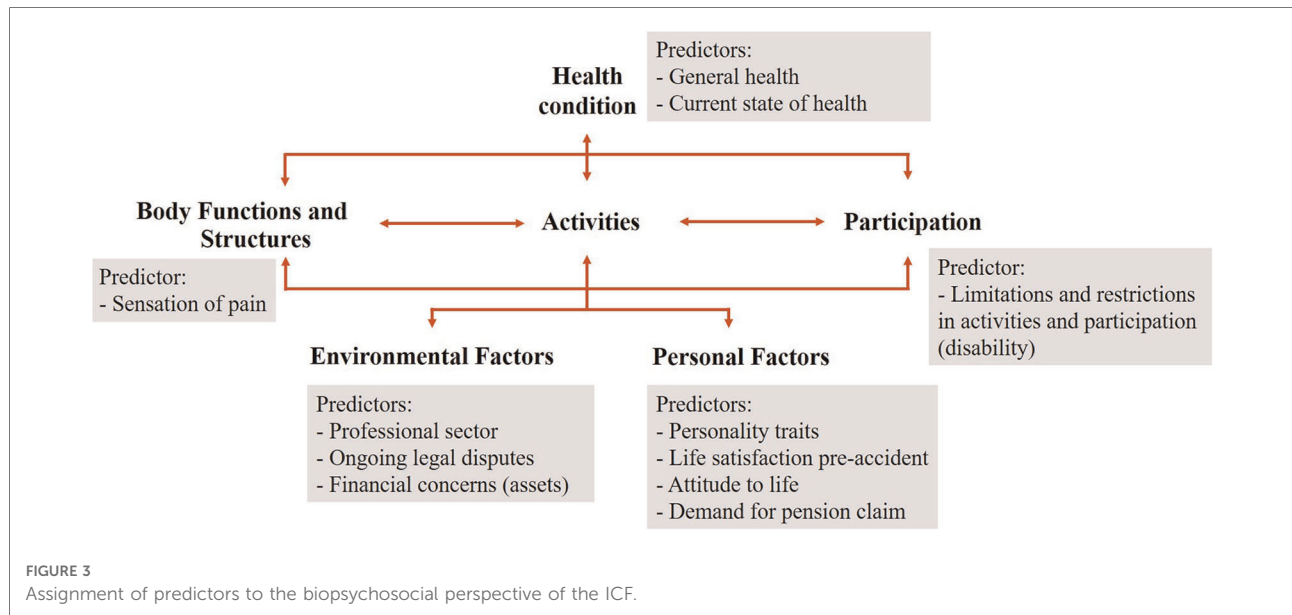 Health
condition
Predictors:
- General health
- Current state of health
Body Functions and
Structures
Activities
Participation
Predictor:
- Sensation of pain
Predictor:
- Limitations and restrictions
in activities and participation
(disability)
Environmental Factors
Personal Factors
Predictors:
- Professional sector
- Ongoing legal disputes
- Financial concerns (assets)
Predictors:
- Personality traits
- Life satisfaction pre-accident
- Attitude to life
- Demand for pension claim
FIGURE 3
Assignment of predictors to the biopsychosocial perspective of the ICF.